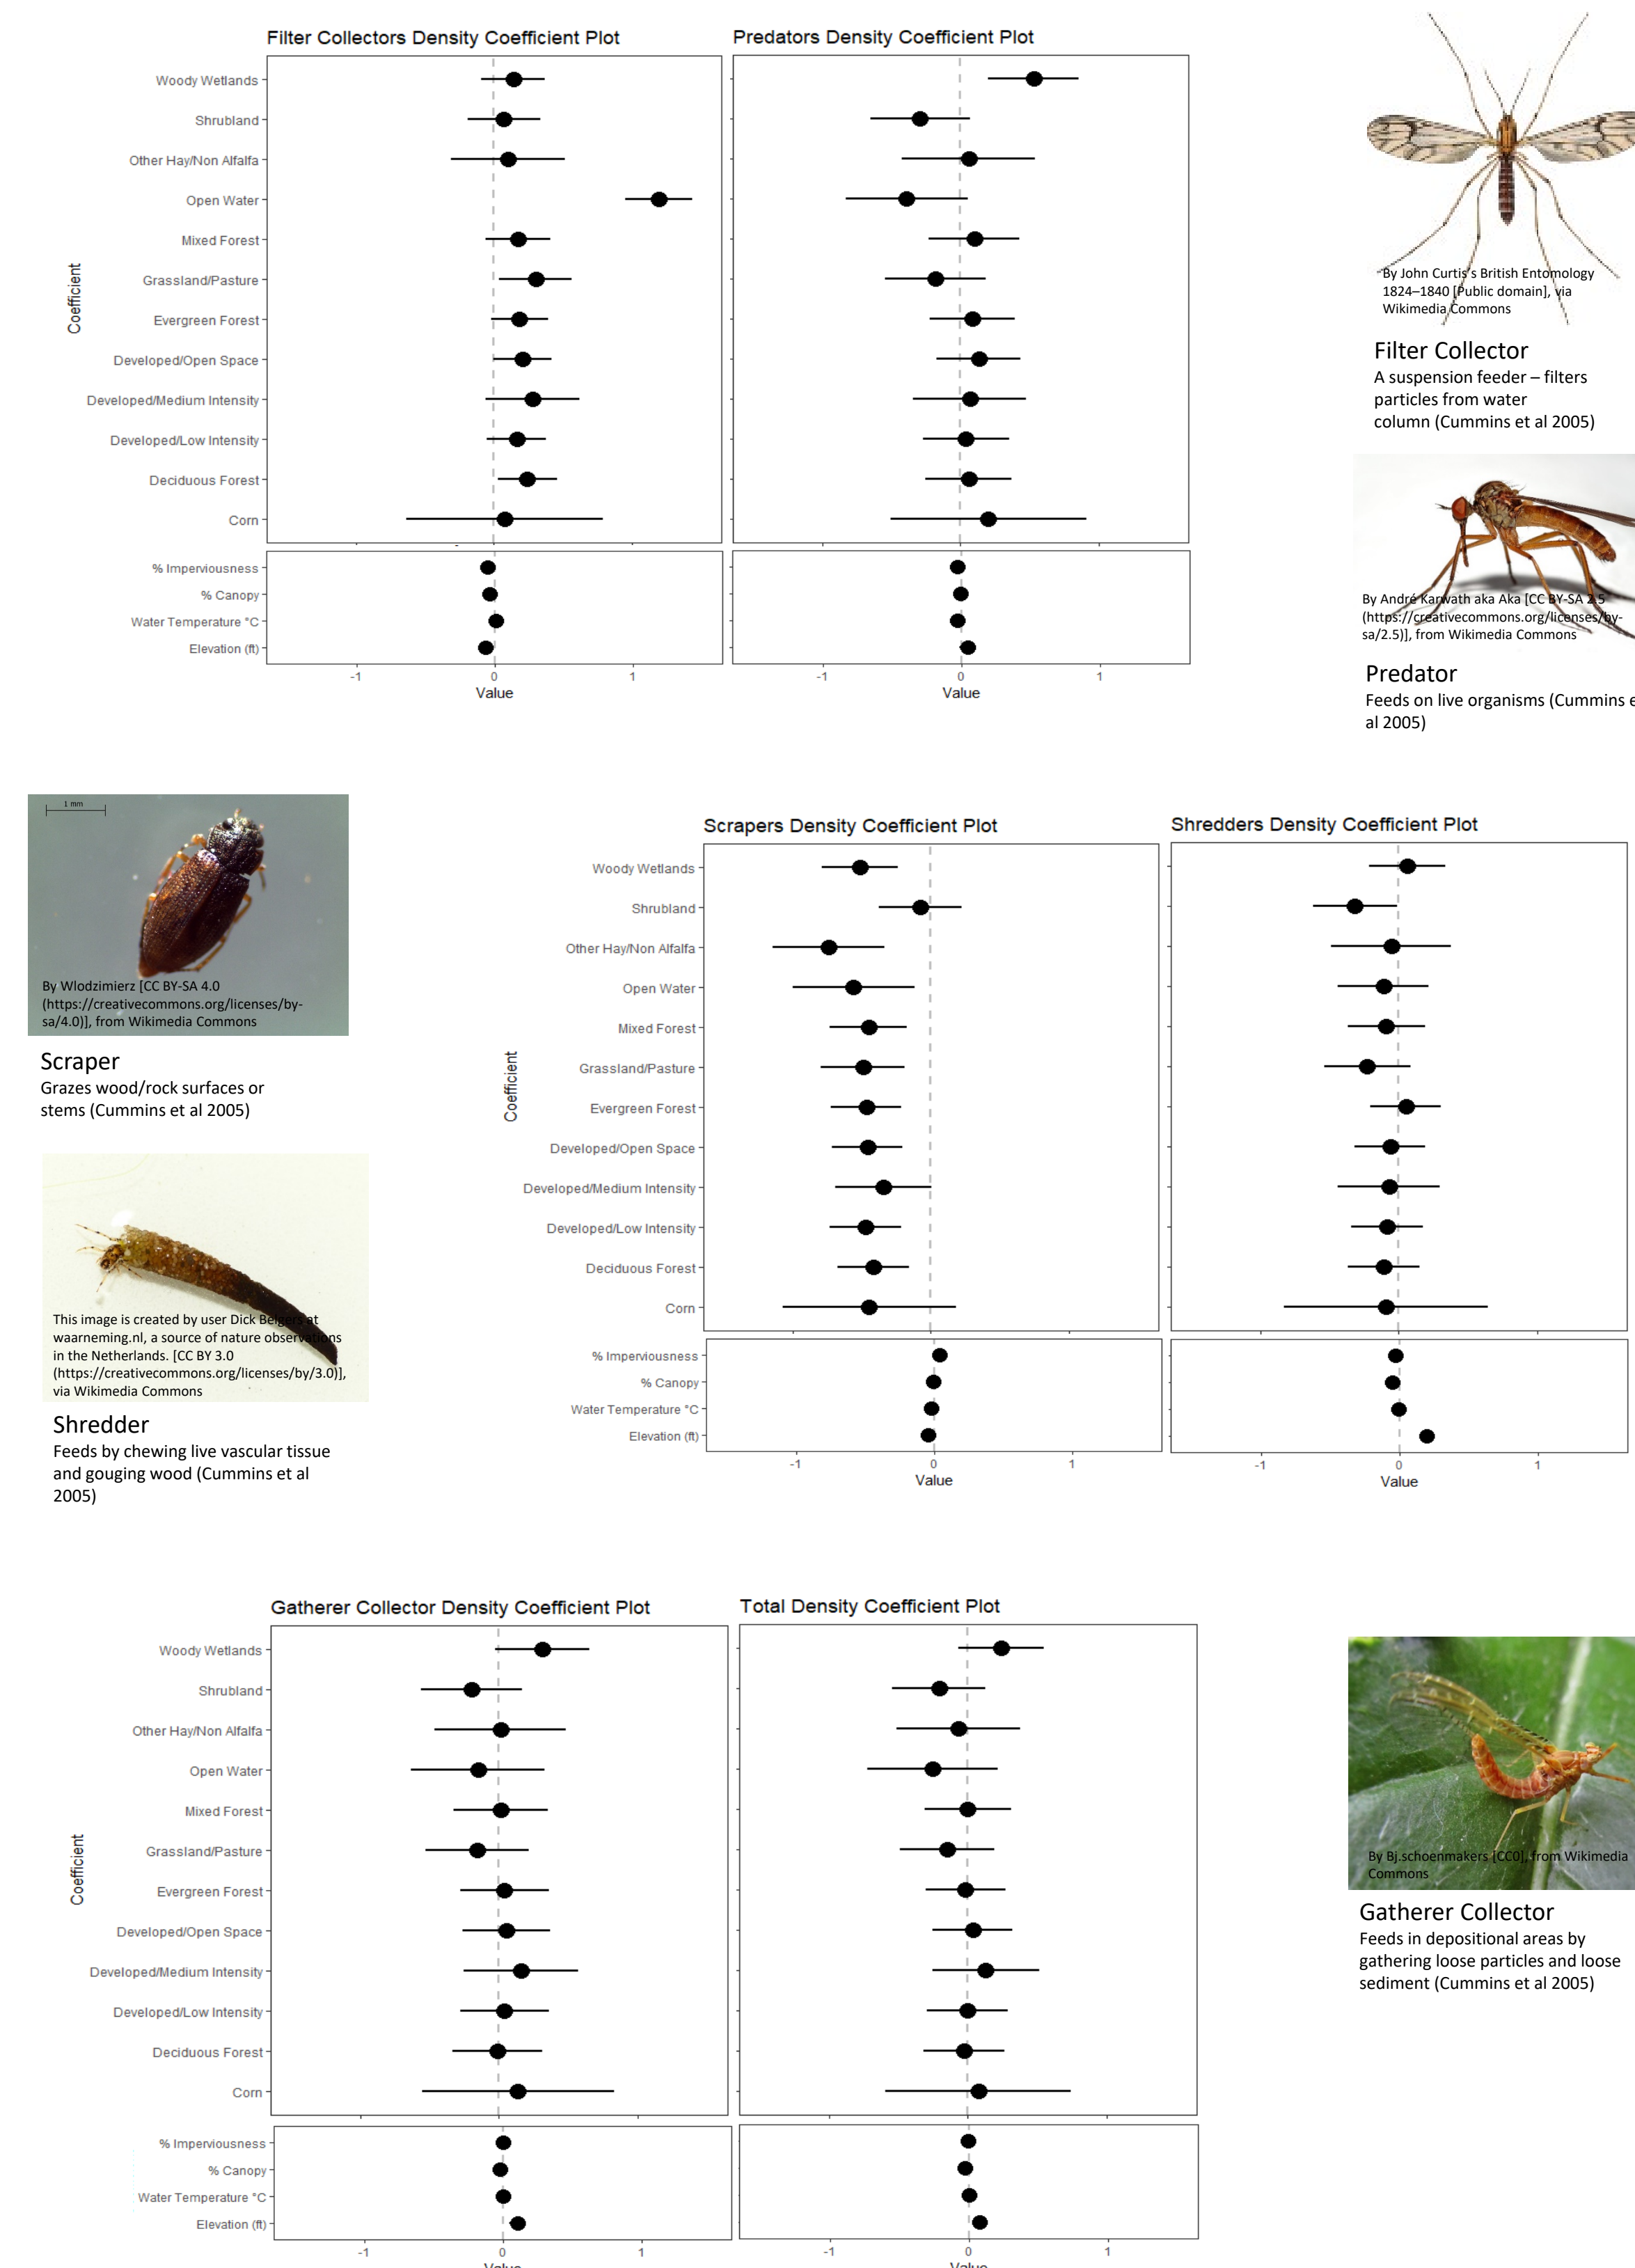 Filter Collectors Density Coefficient Plot
Predators Density Coefficient Plot
Coefficient
Woody Wetlands
Shrubland
Other Hay/Non Alfalfa
Open Water
Mixed Forest
Grassland/Pasture
Evergreen Forest
Developed/Open Space
Developed/Medium Intensity
Developed/Low Intensity
Deciduous Forest
Corn
% Imperviousness
% Canopy
Water Temperature °C
Elevation (ft)
-1 0 1
Value
-1 0 1
Value
By John Curtis's British Entomology
1824–1840 [Public domain], via
Wikimedia Commons
Filter Collector
A suspension feeder – filters
particles from water
column (Cummins et al 2005)
By André Karwath aka Aka [CC BY-SA 2.5
(https://creativecommons.org/licenses/by-
sa/2.5)], from Wikimedia Commons
Predator
Feeds on live organisms (Cummins e
al 2005)
1 mm
By Wlodzimierz [CC BY-SA 4.0
(https://creativecommons.org/licenses/by-
sa/4.0)], from Wikimedia Commons
Scraper
Grazes wood/rock surfaces or
stems (Cummins et al 2005)
This image is created by user Dick Belgers at
waarneming.nl, a source of nature observations
in the Netherlands. [CC BY 3.0
(https://creativecommons.org/licenses/by/3.0)],
via Wikimedia Commons
Shredder
Feeds by chewing live vascular tissue
and gouging wood (Cummins et al
2005)
Scrapers Density Coefficient Plot
Shredders Density Coefficient Plot
Coefficient
Woody Wetlands
Shrubland
Other Hay/Non Alfalfa
Open Water
Mixed Forest
Grassland/Pasture
Evergreen Forest
Developed/Open Space
Developed/Medium Intensity
Developed/Low Intensity
Deciduous Forest
Corn
% Imperviousness
% Canopy
Water Temperature °C
Elevation (ft)
-1 0 1
Value
-1 0 1
Value
Gatherer Collector Density Coefficient Plot
Total Density Coefficient Plot
Coefficient
Woody Wetlands
Shrubland
Other Hay/Non Alfalfa
Open Water
Mixed Forest
Grassland/Pasture
Evergreen Forest
Developed/Open Space
Developed/Medium Intensity
Developed/Low Intensity
Deciduous Forest
Corn
% Imperviousness
% Canopy
Water Temperature °C
Elevation (ft)
-1 0 1
Value
-1 0 1
Value
By Bj.schoenmakers [CC0], from Wikimedia
Commons
Gatherer Collector
Feeds in depositional areas by
gathering loose particles and loose
sediment (Cummins et al 2005)